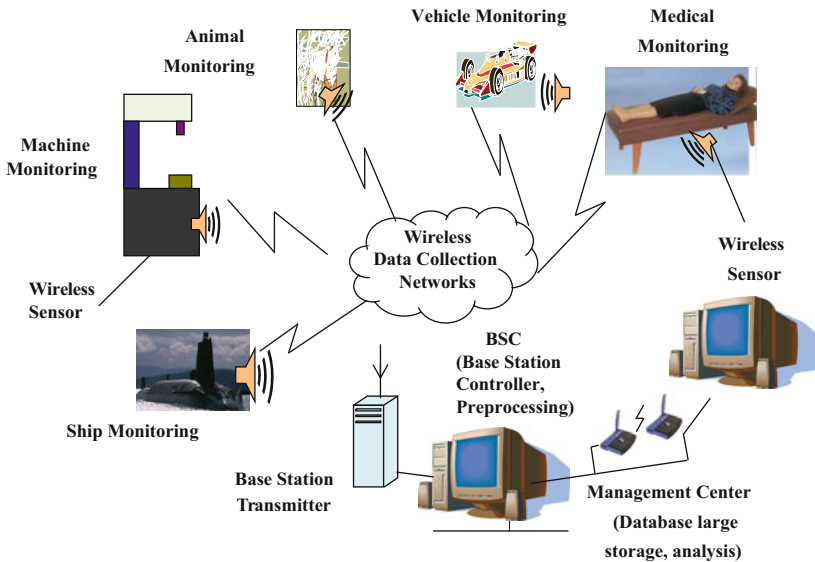 Animal
Monitoring
Vehicle Monitoring
Medical
Monitoring
Machine
Monitoring
Wireless
Data Collection
Networks
Wireless
Sensor
Wireless
Sensor
BSC
(Base Station
Controller,
Preprocessing)
Ship Monitoring
Base Station
Transmitter
Management Center
(Database large
storage, analysis)